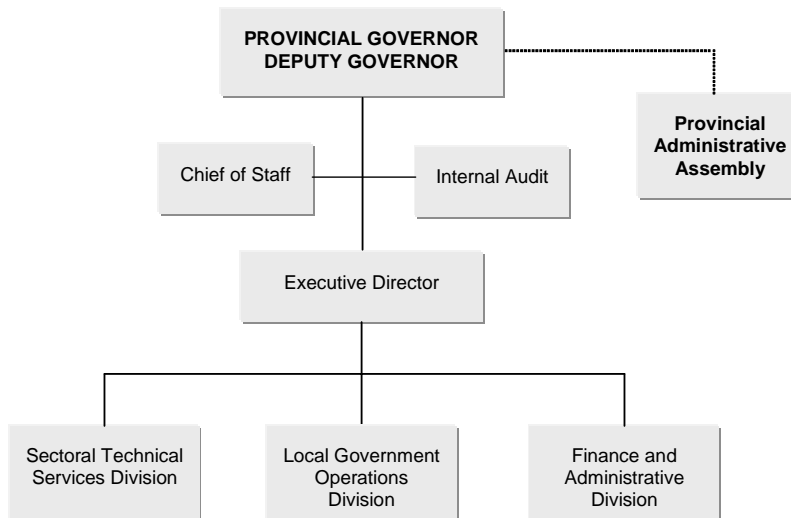 PROVINCIAL GOVERNOR
DEPUTY GOVERNOR
Provincial
Administrative
Assembly
Chief of Staff
Internal Audit
Executive Director
Sectoral Technical
Services Division
Local Government
Operations
Division
Finance and
Administrative
Division